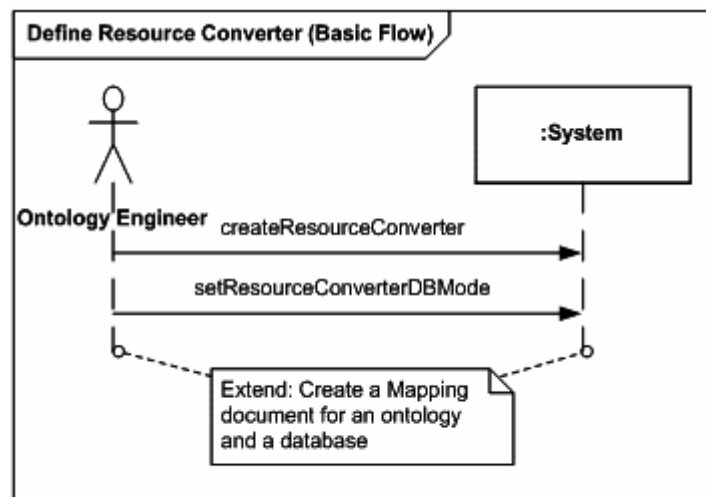 Define Resource Converter (Basic Flow)
:System
Ontology Engineer
createResourceConverter
setResourceConverterDBMode
Extend: Create a Mapping
document for an ontology
and a database